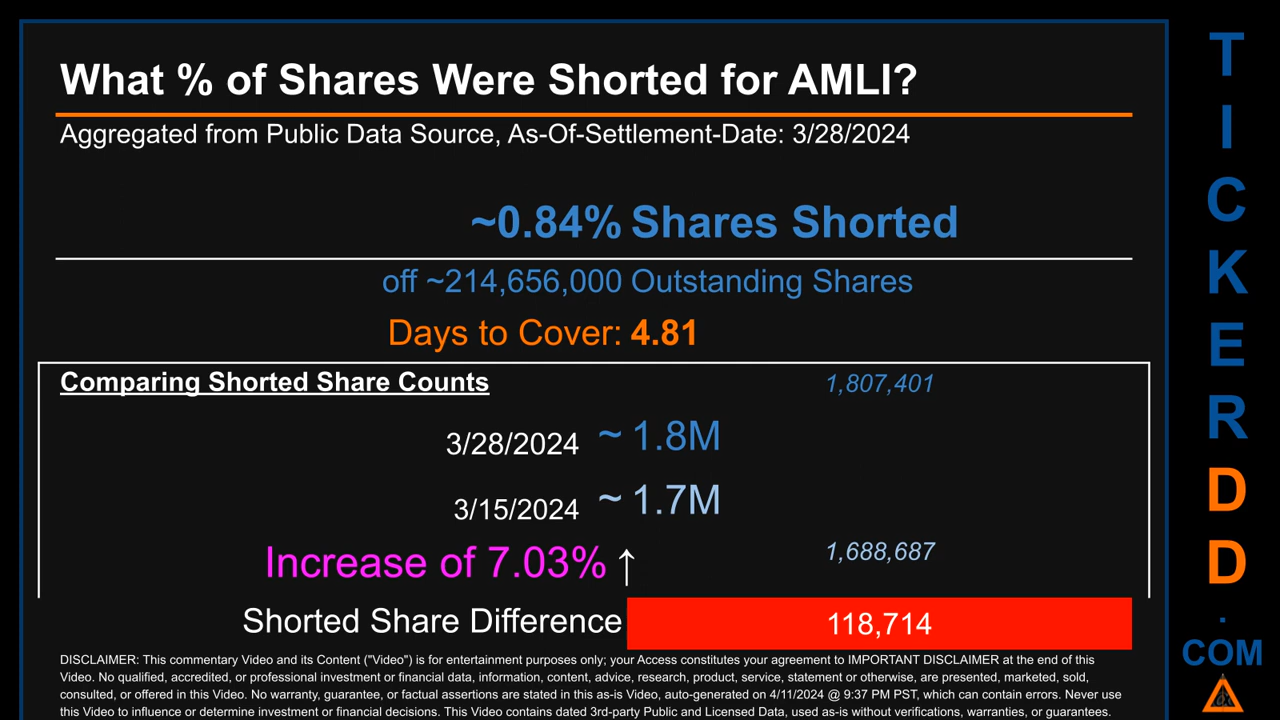 What % of Shares Were Shorted for AMLI?
Aggregated from Public Data Source, As-Of-Settlement-Date: 3/28/2024
~0.84% Shares Shorted
off ~214,656,000 Outstanding Shares
Days to Cover: 4.81
Comparing Shorted Share Counts
1,807,401
3/28/2024 ~ 1.8M
3/15/2024 ~ 1.7M
Increase of 7.03% ↑
1,688,687
Shorted Share Difference 118,714
DISCLAIMER: This commentary Video and its Content ("Video") is for entertainment purposes only; your Access constitutes your agreement to IMPORTANT DISCLAIMER at the end of this
Video. No qualified, accredited, or professional investment or financial data, information, content, advice, research, product, service, statement or otherwise, are presented, marketed, sold,
consulted, or offered in this Video. No warranty, guarantee, or factual assertions are stated in this as-is Video, auto-generated on 4/11/2024 @ 9:37 PM PST, which can contain errors. Never use
this Video to influence or determine investment or financial decisions. This Video contains dated 3rd-party Public and Licensed Data, used as-is without verifications, warranties, or guarantees.
T
I
C
K
E
R
D
D
.
COM